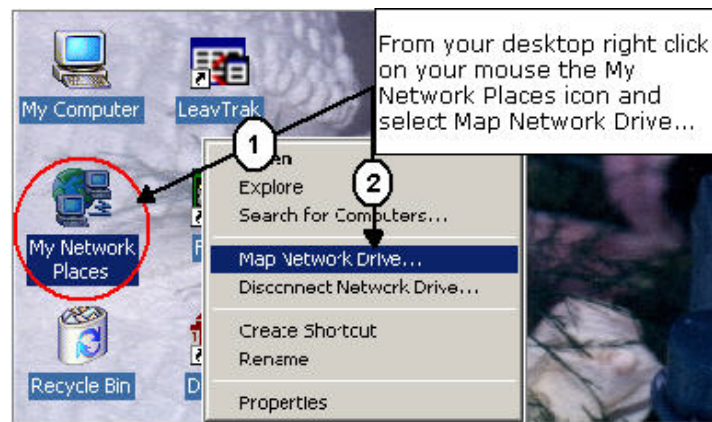 From your desktop right click
on your mouse the My
Network Places icon and
select Map Network Drive...
My Computer
LeavTrak
1
Explore
2
Search for Computers...
My Network
Places
Map Network Drive...
Disconnect Network Drive...
Create Shortcut
Rename
Recycle Bin
Properties